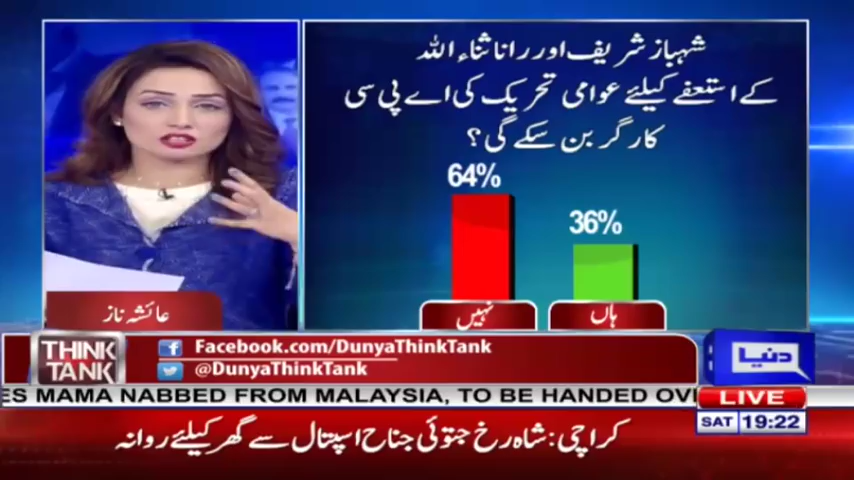 شہباز شریف اور رانا ثناء اللہ
کے استعفے کیلئے عوامی تحریک کی اے پی سی
کارگر بن سکے گی؟
64%
36%
نہیں
ہاں
عائشہ ناز
THINK TANK
Facebook.com/DunyaThinkTank
@DunyaThinkTank
دنیا
ES MAMA NABBED FROM MALAYSIA, TO BE HANDED OV
LIVE
SAT 19:22
کراچی: شاہ رخ جتوئی جناح اسپتال سے گھر کیلئے روانہ